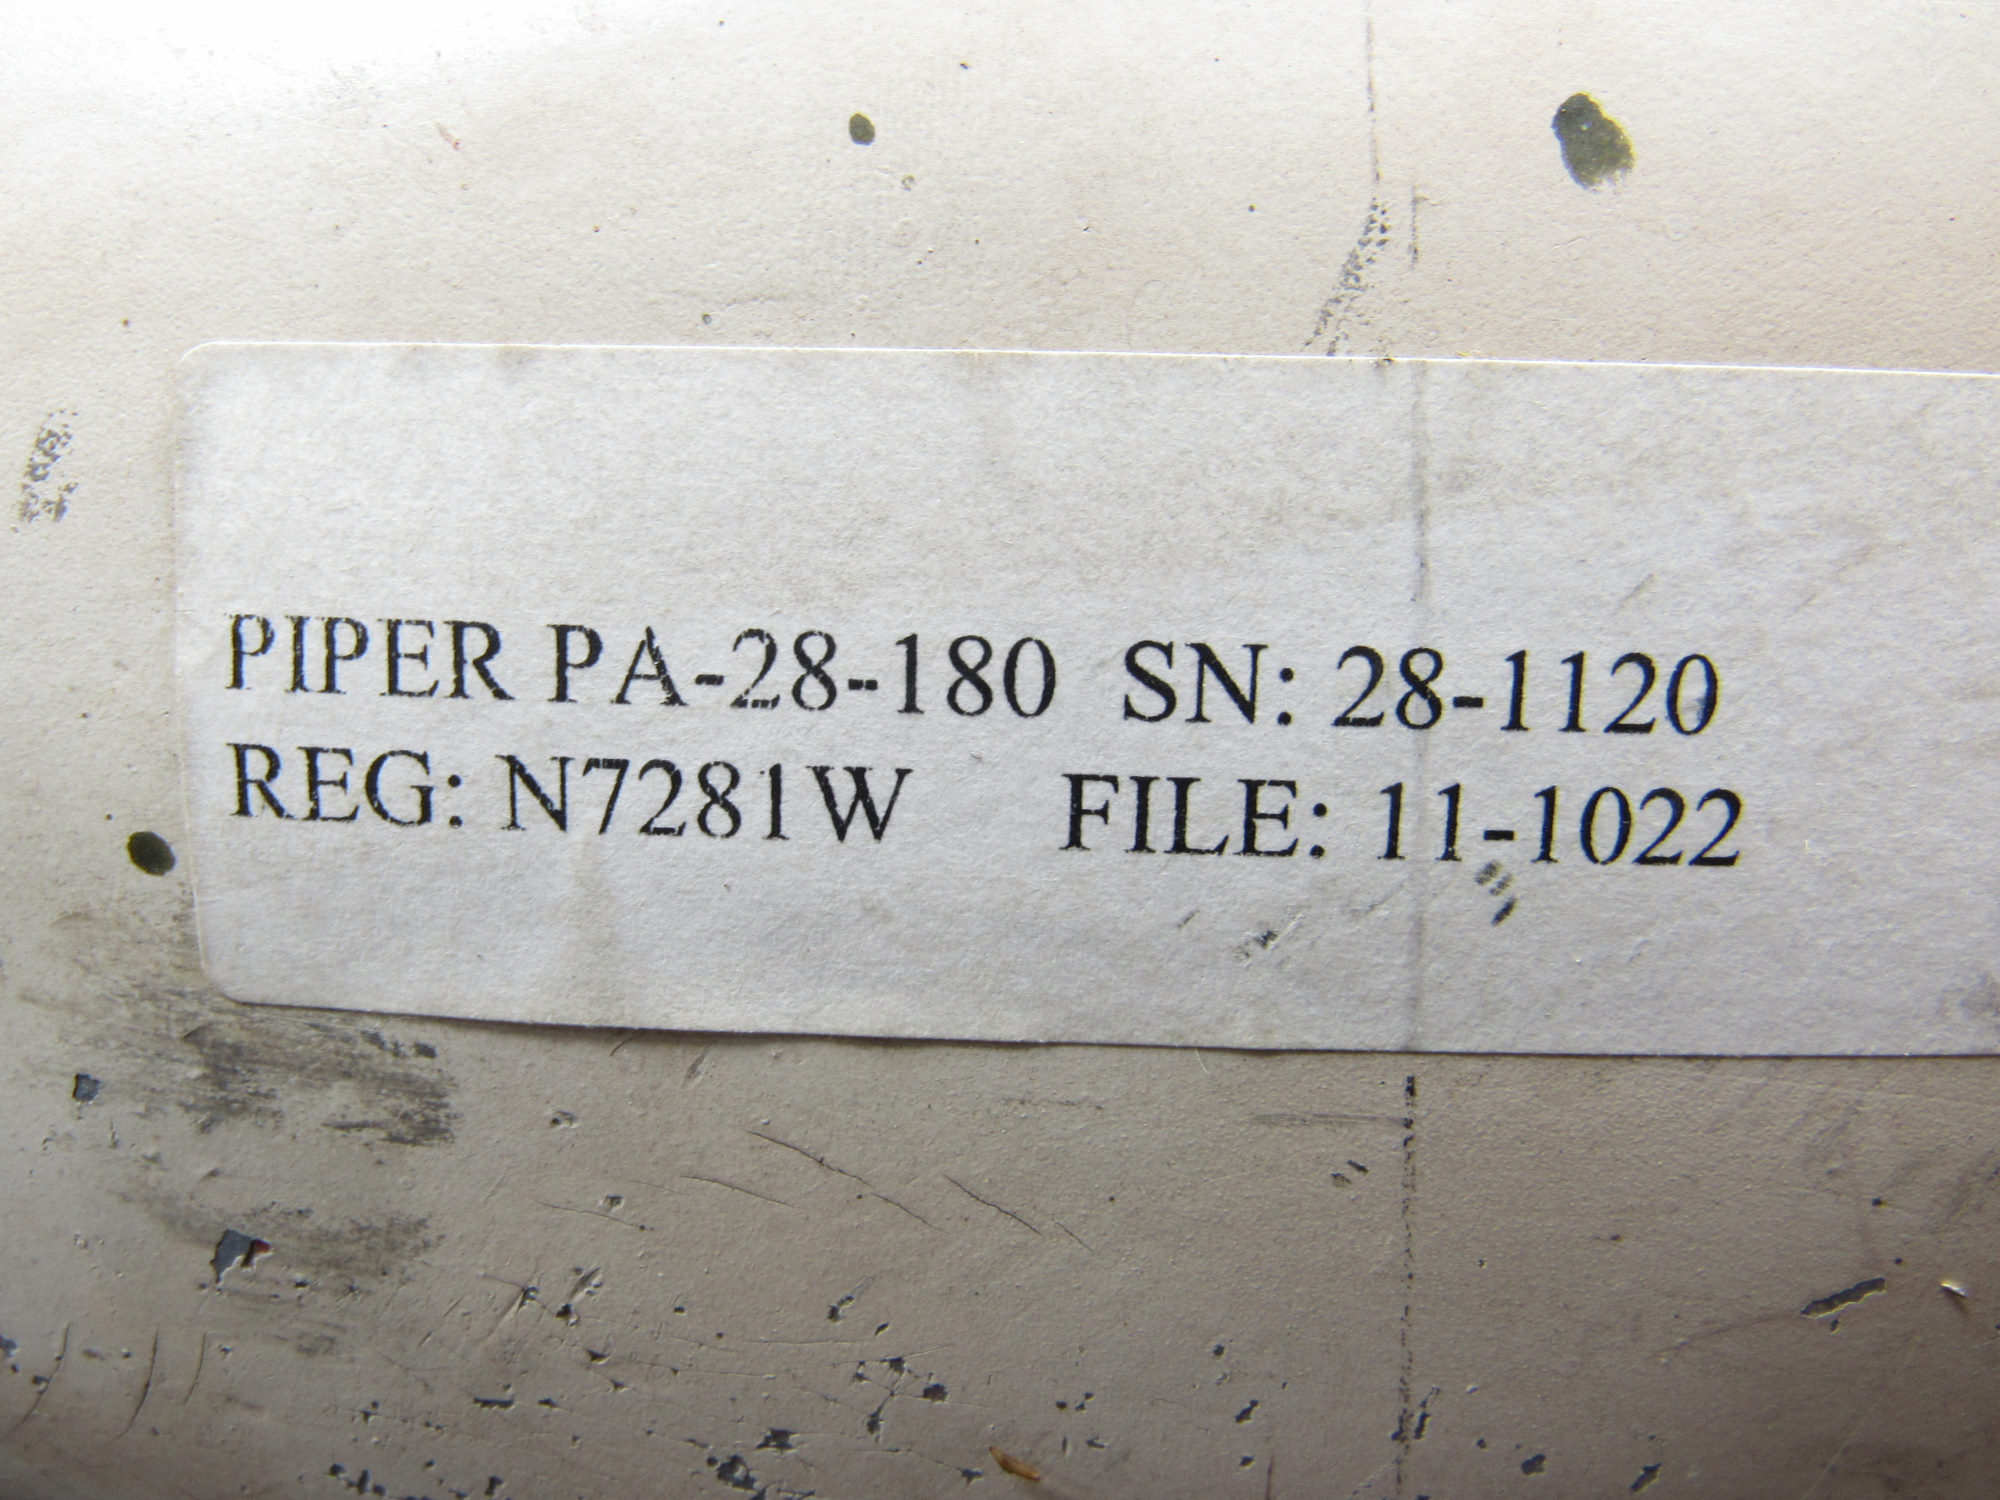 PIPER PA-28-180 SN: 28-1120
REG: N7281W FILE: 11-1022